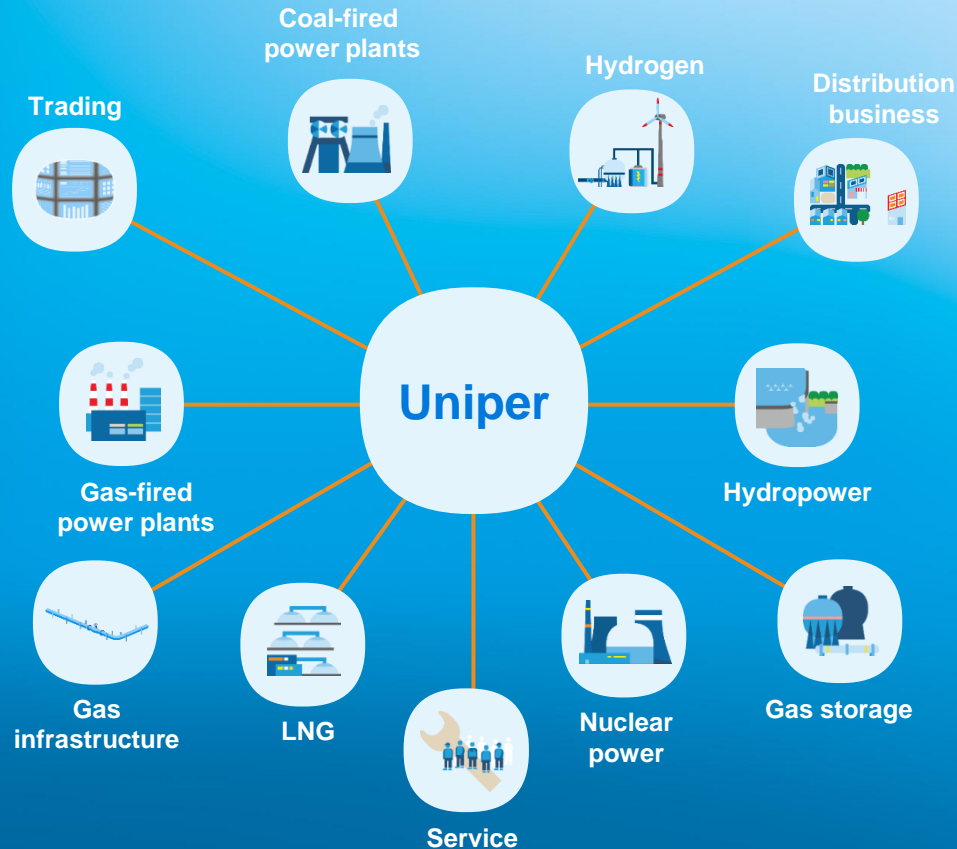 Coal-fired
power plants
Hydrogen
Distribution
business
Trading
Uniper
Gas-fired
power plants
Hydropower
Gas
infrastructure
LNG
Service
Nuclear
power
Gas storage